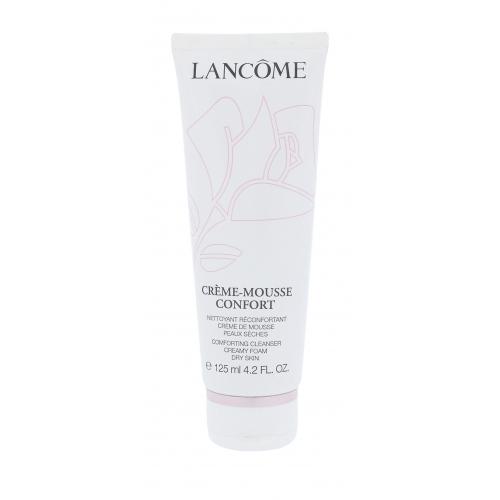 LANCÔME
CRÈME-MOUSSE
CONFORT
NETTOYANT RÉCONFORTANT
CRÈME DE MOUSSE
PEAUX SÈCHES
COMFORTING CLEANSER
CREAMY FOAM
DRY SKIN
℮ 125 ml 4.2 FL. OZ.